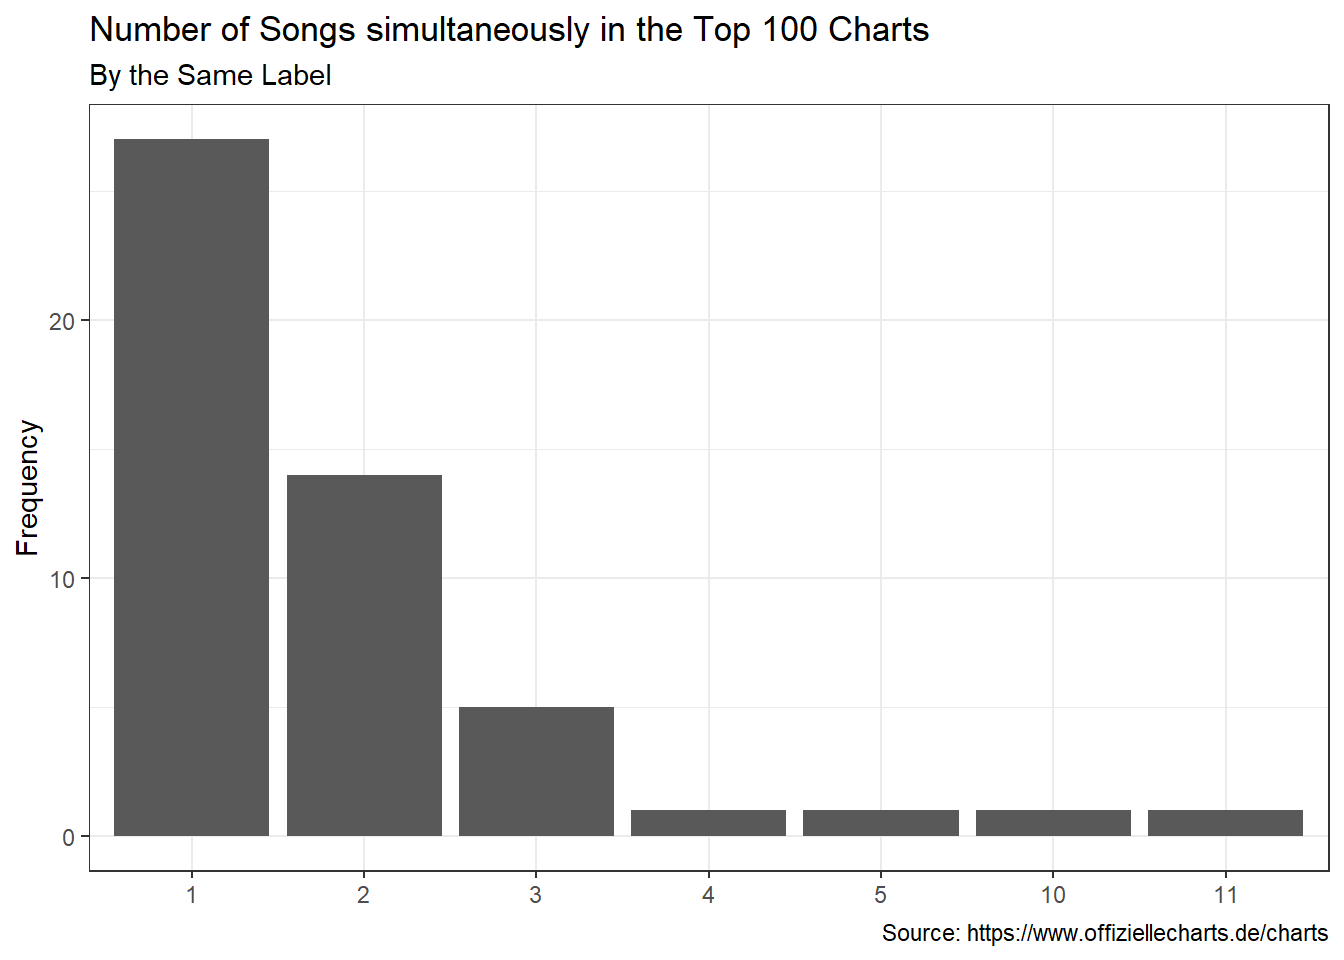 Number of Songs simultaneously in the Top 100 Charts
By the Same Label
Frequency
20
10
0
1 2 3 4 5 10 11
Source: https://www.offiziellecharts.de/charts